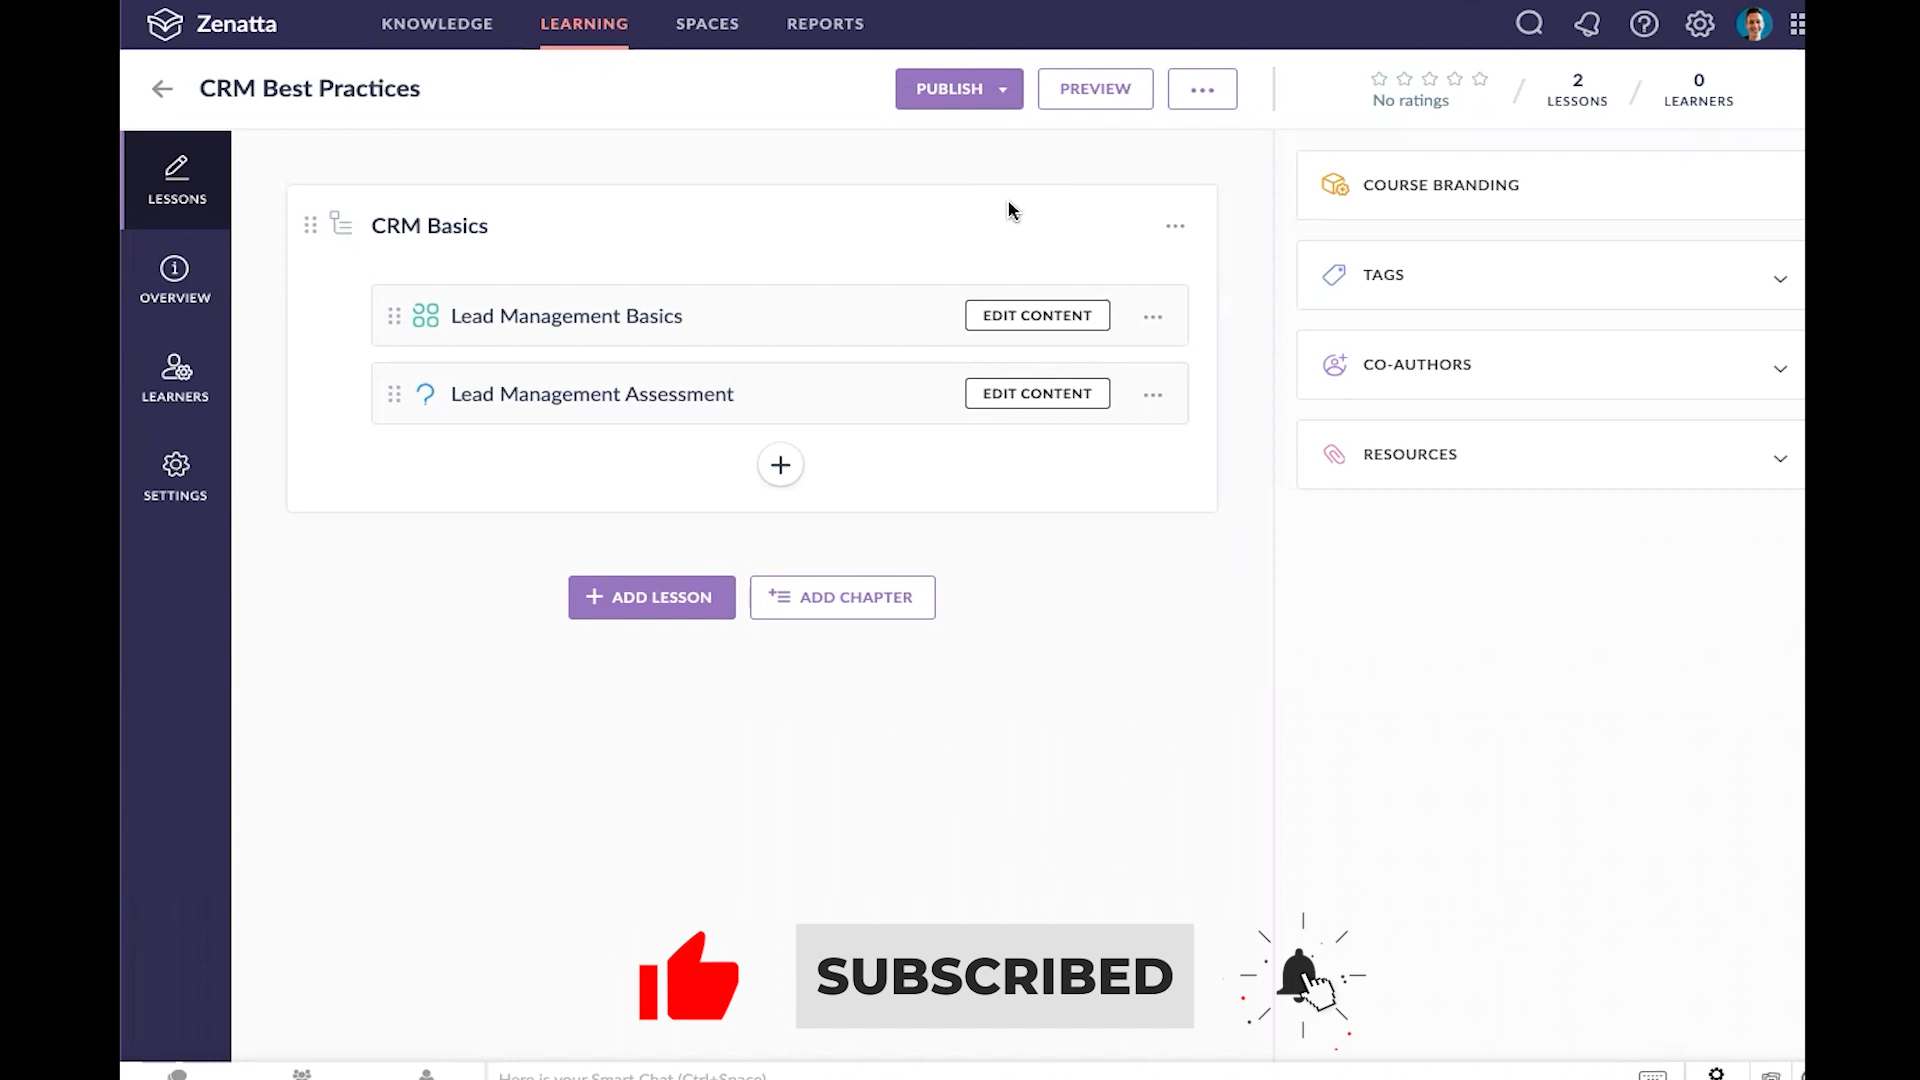 Zenatta
KNOWLEDGE
LEARNING
SPACES
REPORTS
CRM Best Practices
PUBLISH
PREVIEW
No ratings
2
LESSONS
0
LEARNERS
LESSONS
OVERVIEW
LEARNERS
SETTINGS
CRM Basics
Lead Management Basics
EDIT CONTENT
Lead Management Assessment
EDIT CONTENT
ADD LESSON
ADD CHAPTER
COURSE BRANDING
TAGS
CO-AUTHORS
RESOURCES
SUBSCRIBED
Here is your Smart Chat (Ctrl+Space)